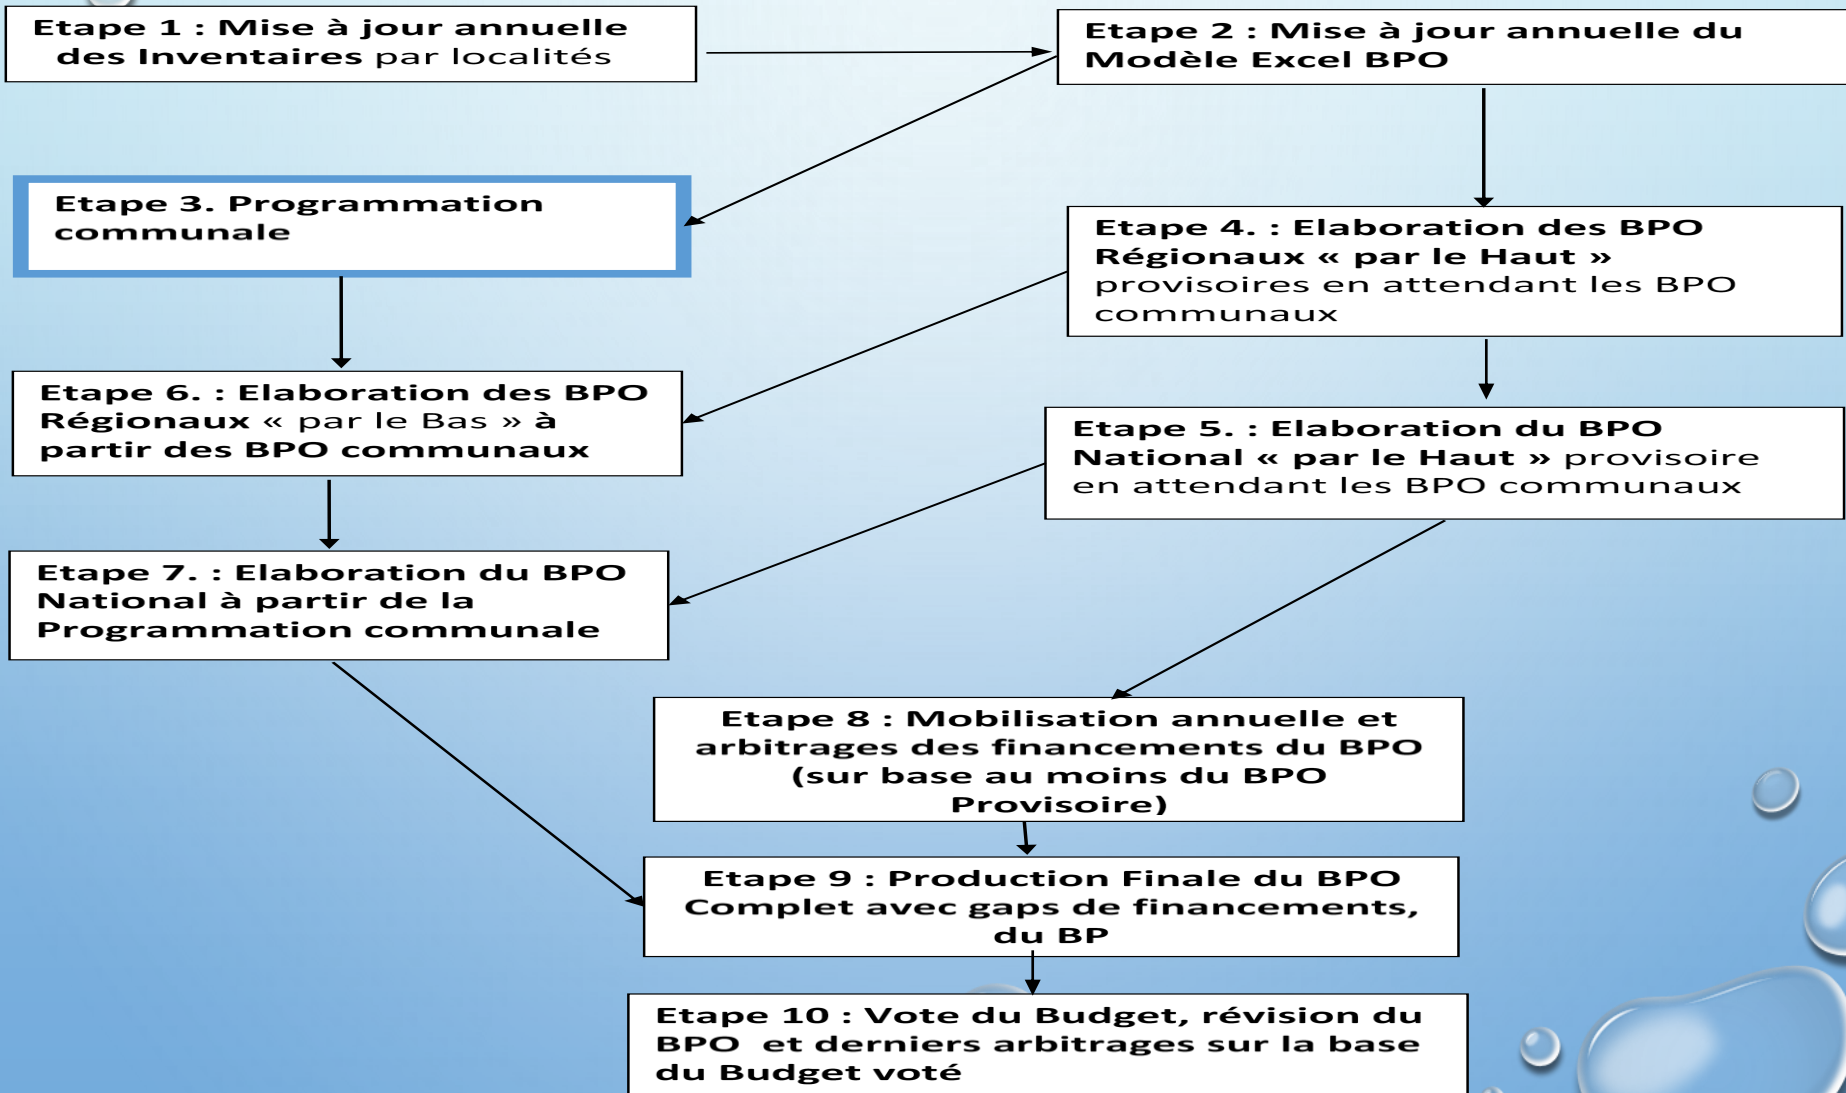 Etape 1 : Mise à jour annuelle
des Inventaires par localités
Etape 2 : Mise à jour annuelle du
Modèle Excel BPO
Etape 3. Programmation
communale
Etape 4. : Elaboration des BPO
Régionaux « par le Haut »
provisoires en attendant les BPO
communaux
Etape 6. : Elaboration des BPO
Régionaux « par le Bas » à
partir des BPO communaux
Etape 5. : Elaboration du BPO
National « par le Haut » provisoire
en attendant les BPO communaux
Etape 7. : Elaboration du BPO
National à partir de la
Programmation communale
Etape 8 : Mobilisation annuelle et
arbitrages des financements du BPO
(sur base au moins du BPO
Provisoire)
Etape 9 : Production Finale du BPO
Complet avec gaps de financements,
du BP
Etape 10 : Vote du Budget, révision du
BPO et derniers arbitrages sur la base
du Budget voté